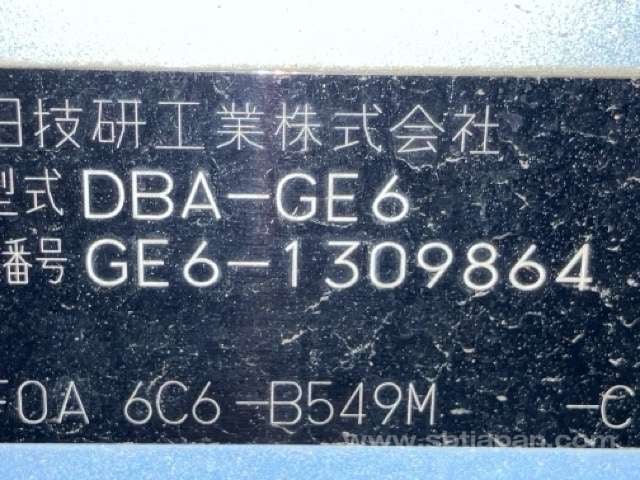 田技研工業株式会社
型式 DBA-GE6
番号 GE6-1309864
F0A 6C6-B549M -C
www.sbtjapan.com